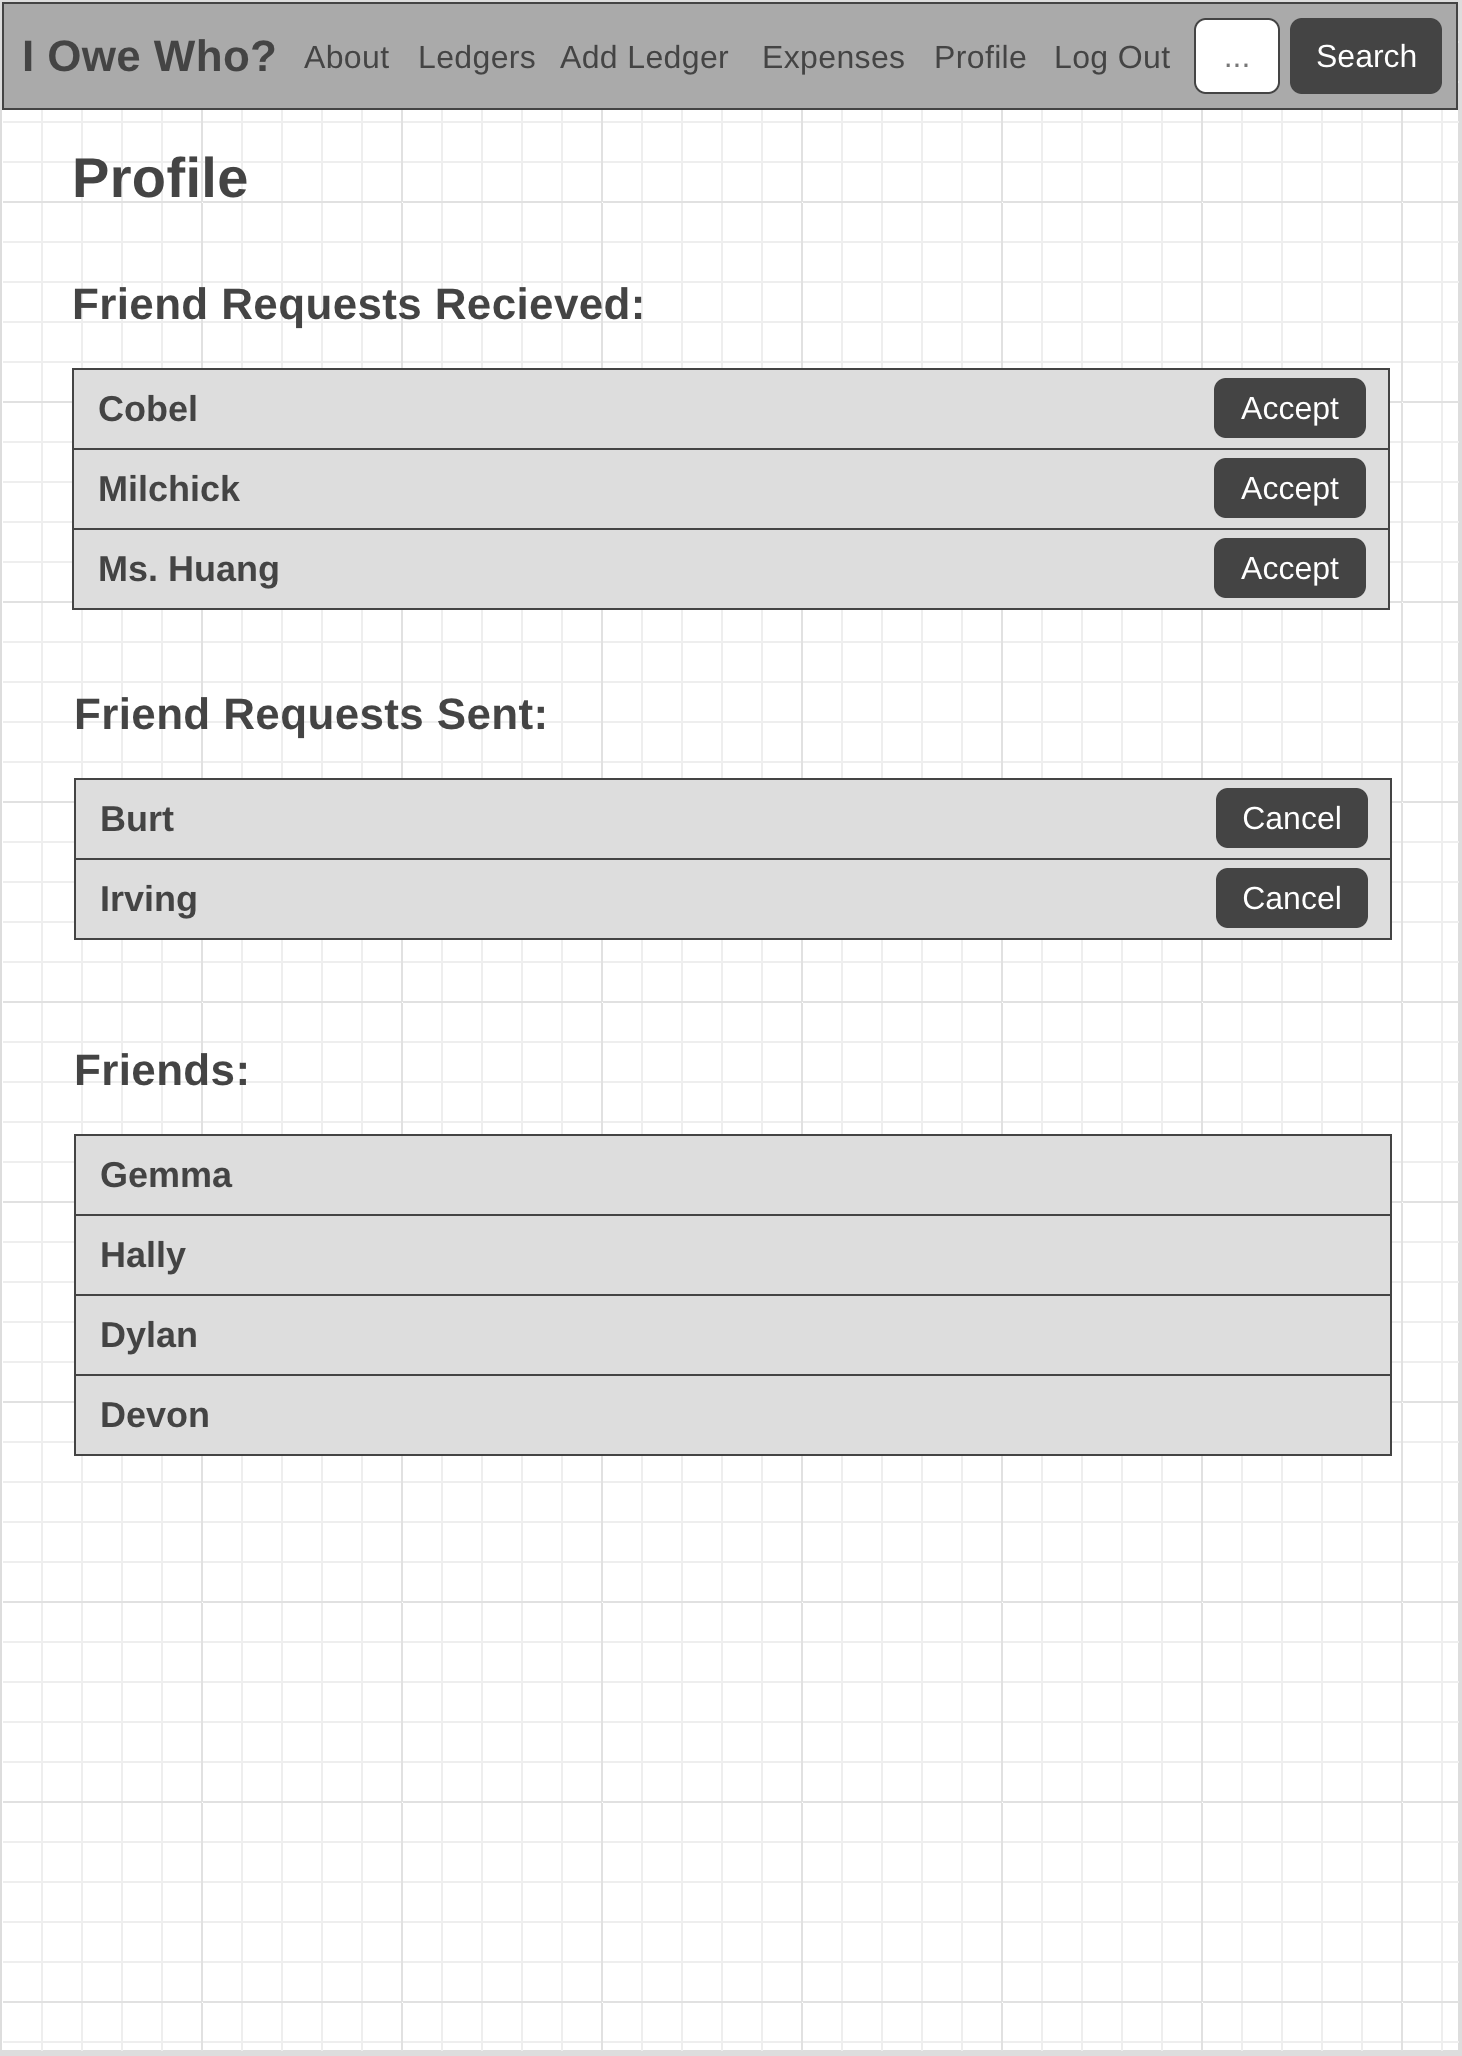 I Owe Who? About Ledgers Add Ledger Expenses Profile Log Out ... Search
Profile
Friend Requests Recieved:
Cobel Accept
Milchick Accept
Ms. Huang Accept
Friend Requests Sent:
Burt Cancel
Irving Cancel
Friends:
Gemma
Hally
Dylan
Devon